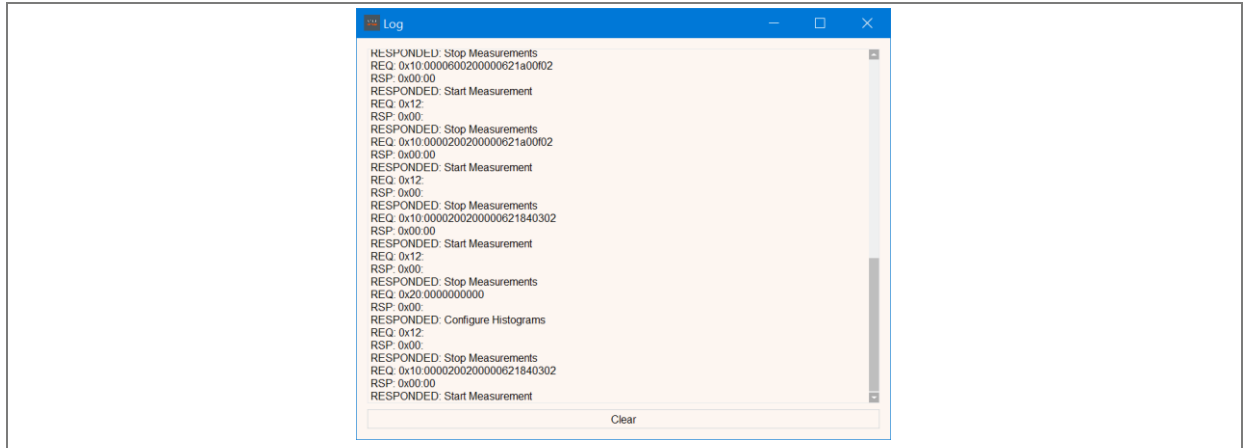 Log
RESPONDED: Stop Measurements
REQ: 0x10:0000600200000621a00f02
RSP: 0x00:00
RESPONDED: Start Measurement
REQ: 0x12:
RSP: 0x00:
RESPONDED: Stop Measurements
REQ: 0x10:0000200200000621a00f02
RSP: 0x00:00
RESPONDED: Start Measurement
REQ: 0x12:
RSP: 0x00:
RESPONDED: Stop Measurements
REQ: 0x10:0000200200000621840302
RSP: 0x00:00
RESPONDED: Start Measurement
REQ: 0x12:
RSP: 0x00:
RESPONDED: Stop Measurements
REQ: 0x20:0000000000
RSP: 0x00:
RESPONDED: Configure Histograms
REQ: 0x12:
RSP: 0x00:
RESPONDED: Stop Measurements
REQ: 0x10:0000200200000621840302
RSP: 0x00:00
RESPONDED: Start Measurement
Clear